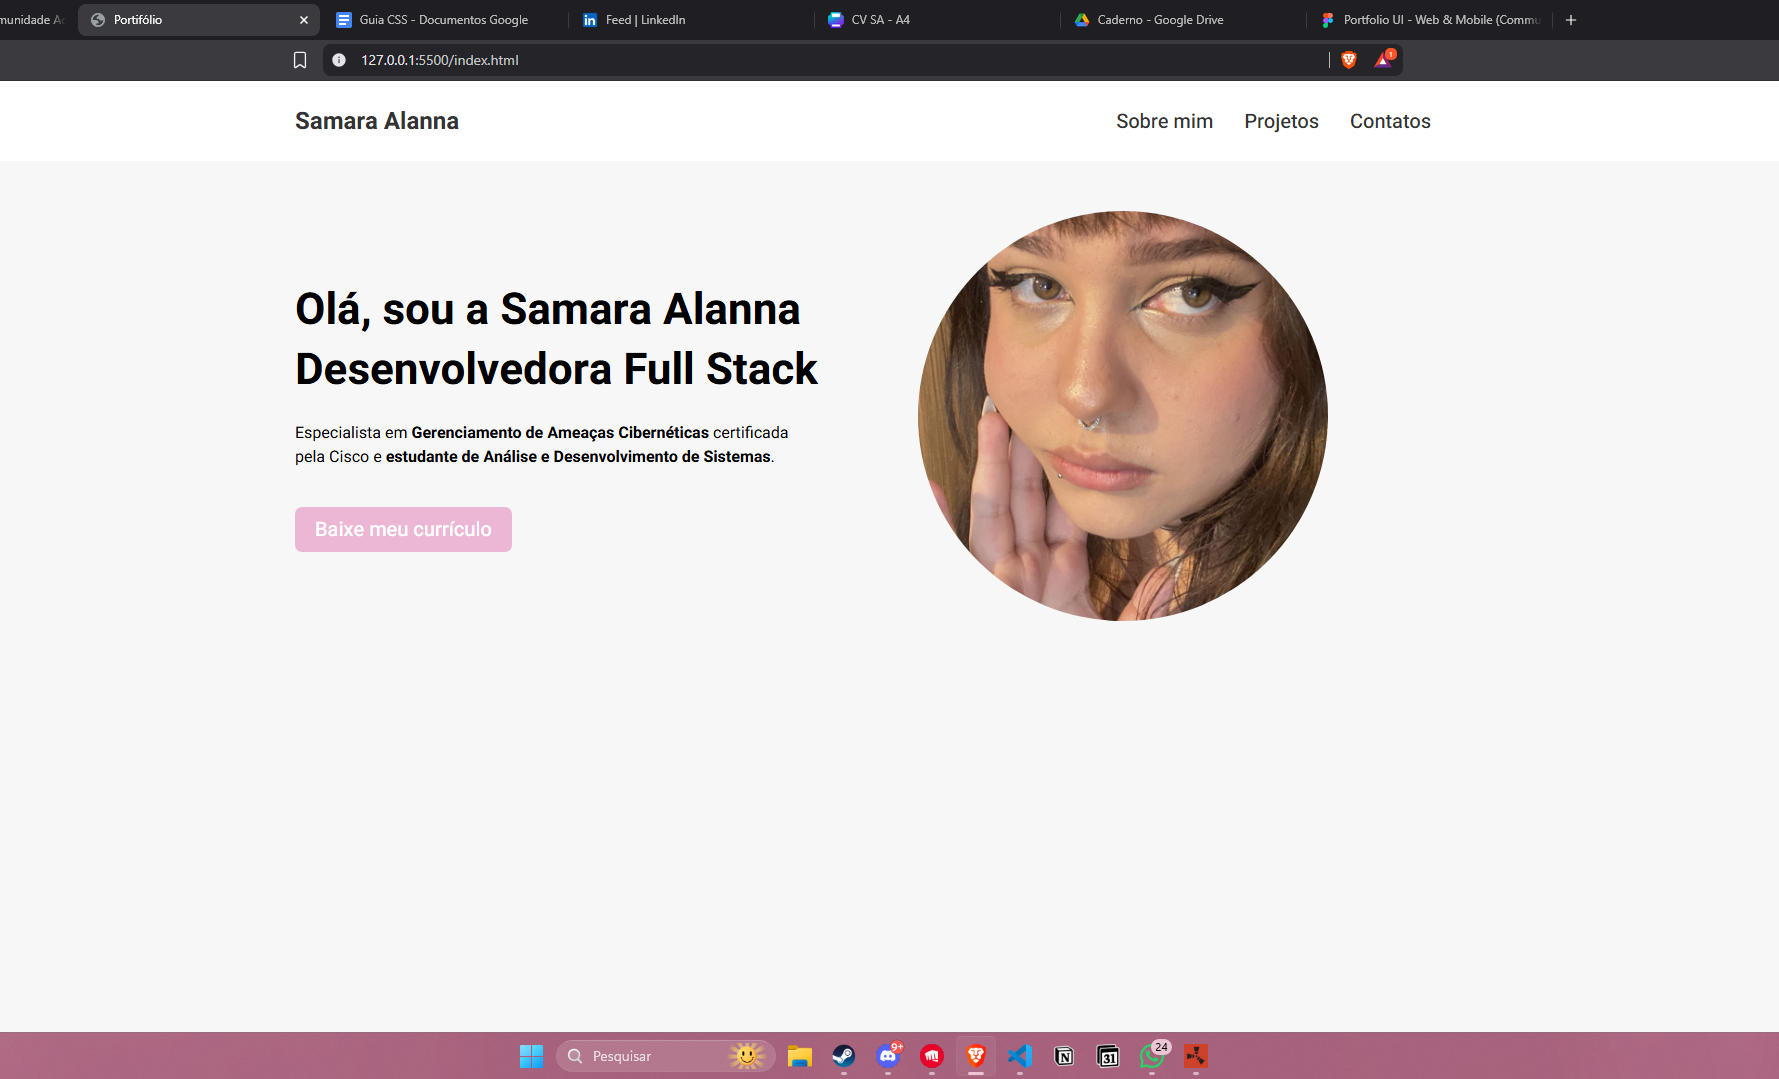 Portifólio
Guia CSS - Documentos Google
Feed | LinkedIn
CV SA - A4
Caderno - Google Drive
Portfolio UI - Web & Mobile (Commu
127.0.0.1:5500/index.html
1
Samara Alanna
Sobre mim
Projetos
Contatos
Olá, sou a Samara Alanna
Desenvolvedora Full Stack
Especialista em Gerenciamento de Ameaças Cibernéticas certificada
pela Cisco e estudante de Análise e Desenvolvimento de Sistemas.
Baixe meu currículo
Pesquisar
9+
31
24